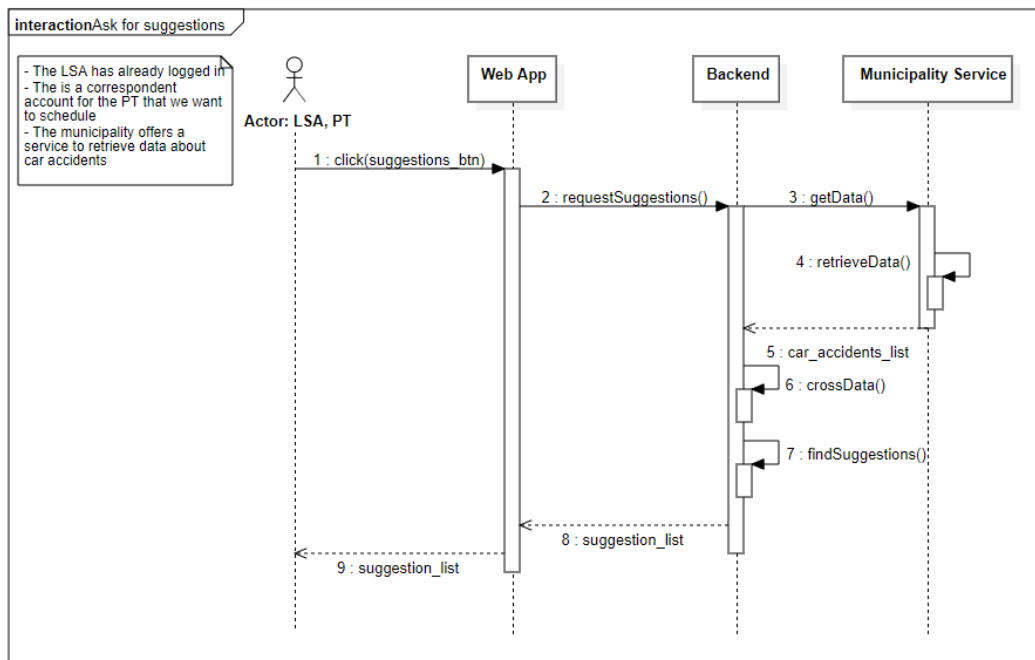 interactionAsk for suggestions
- The LSA has already logged in
- The is a correspondent
account for the PT that we want
to schedule
- The municipality offers a
service to retrieve data about
car accidents
Actor: LSA, PT
Web App
Backend
Municipality Service
1 : click(suggestions_btn)
2 : requestSuggestions()
3 : getData()
4 : retrieveData()
5 : car_accidents_list
6 : crossData()
7 : findSuggestions()
8 : suggestion_list
9 : suggestion_list